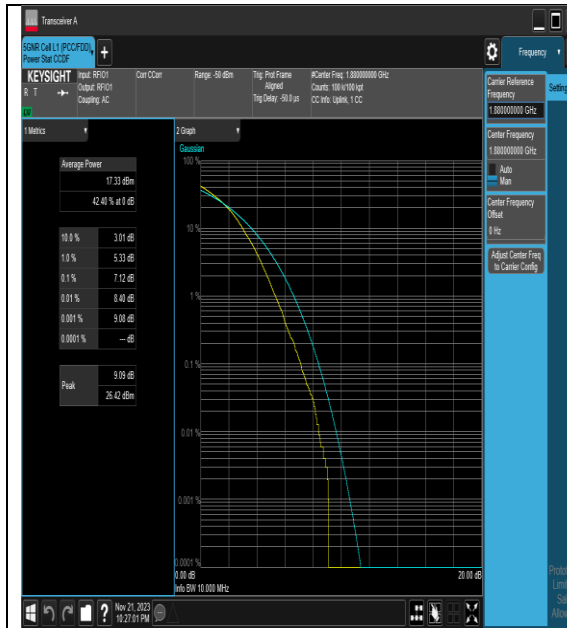 Transceiver A
5GNR Cell L1 (PCC/FDD),
Power Stat CCDF
Frequency
KEYSIGHT
R T
Input: RFIO1
Output: RFIO1
Coupling: AC
Corr CCorr
Range: -50 dBm
Trig: Prot Frame
Aligned
Trig Delay: -50.0 µs
#Center Freq: 1.880000000 GHz
Counts: 100 k/100 kpt
CC Info: Uplink, 1 CC
Carrier Reference
Frequency
1.880000000 GHz
Setting
Center Frequency
1.880000000 GHz
Auto
Man
Center Frequency
Offset
0 Hz
Adjust Center Freq
to Carrier Config
1 Metrics
Average Power
17.33 dBm
42.40 % at 0 dB
10.0 % 3.01 dB
1.0 % 5.33 dB
0.1 % 7.12 dB
0.01 % 8.40 dB
0.001 % 9.08 dB
0.0001 % --- dB
Peak
9.09 dB
26.42 dBm
2 Graph
Gaussian
100 %
10 %
1 %
0.1 %
0.01 %
0.001 %
0.0001 %
0.00 dB 20.00 dB
Info BW 10.000 MHz
Nov 21, 2023
10:27:01 PM